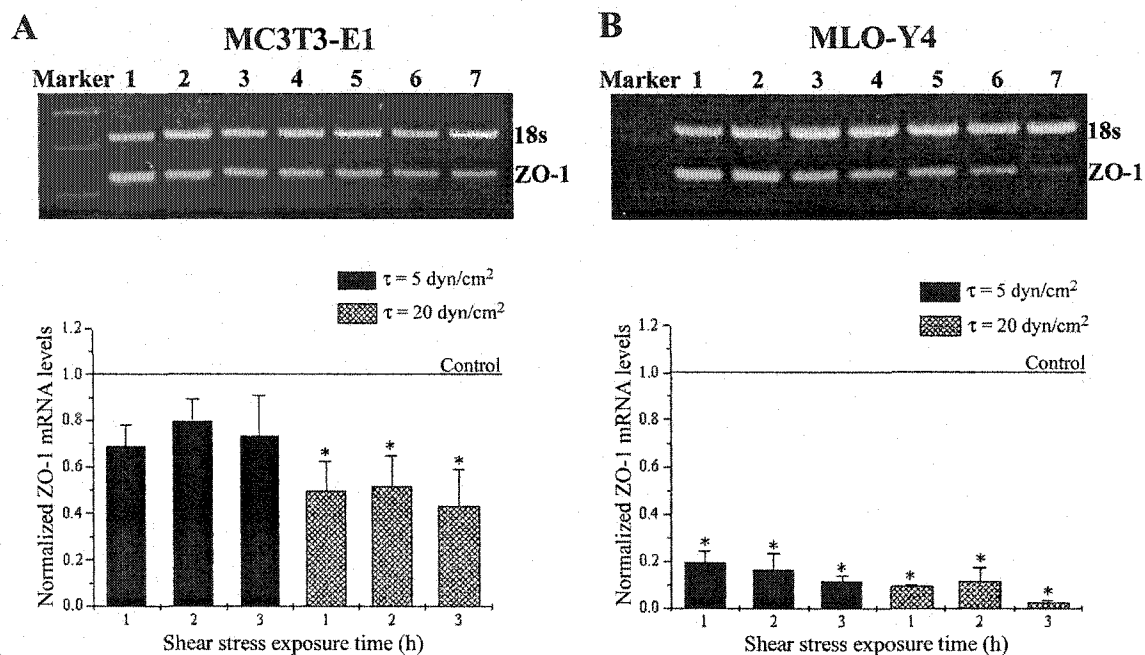 A
MC3T3-E1
Marker 1 2 3 4 5 6 7
18s
ZO-1
τ = 5 dyn/cm²
τ = 20 dyn/cm²
Normalized ZO-1 mRNA levels
1.2
1.0
0.8
0.6
0.4
0.2
0.0
Control
* * *
1 2 3 1 2 3
Shear stress exposure time (h)
B
MLO-Y4
Marker 1 2 3 4 5 6 7
18s
ZO-1
τ = 5 dyn/cm²
τ = 20 dyn/cm²
Normalized ZO-1 mRNA levels
1.2
1.0
0.8
0.6
0.4
0.2
0.0
Control
* * * * * *
1 2 3 1 2 3
Shear stress exposure time (h)